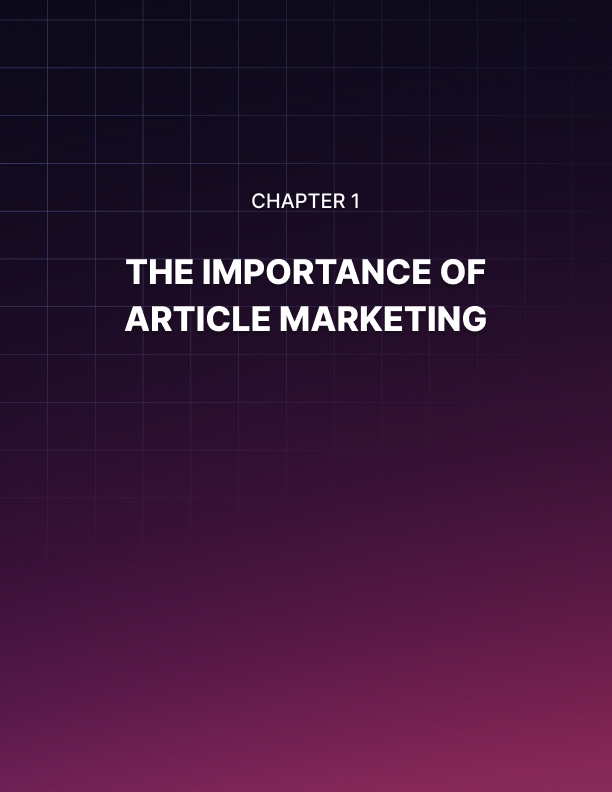 CHAPTER 1
THE IMPORTANCE OF
ARTICLE MARKETING